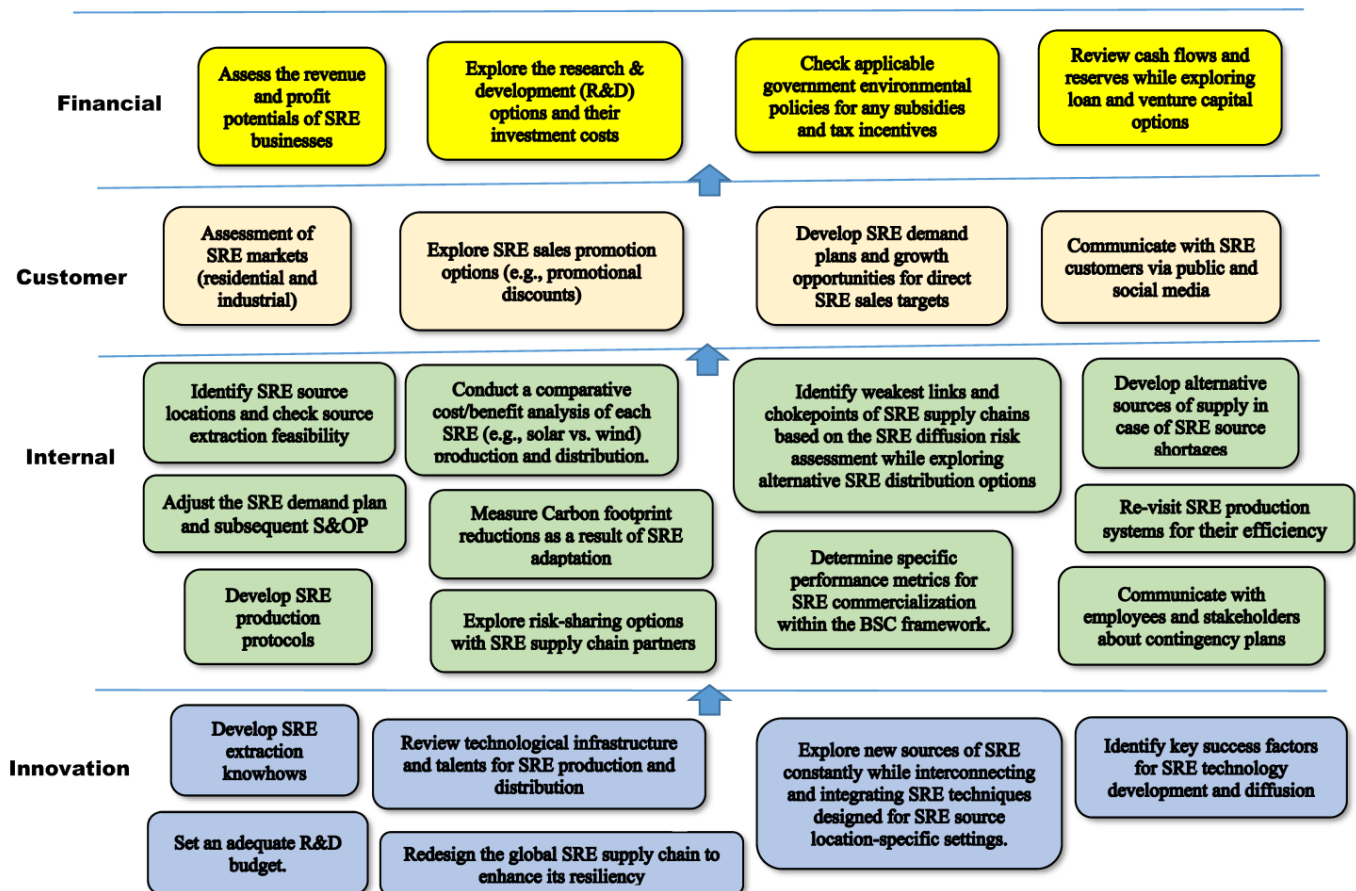 Financial
Assess the revenue
and profit
potentials of SRE
businesses
Explore the research &
development (R&D)
options and their
investment costs
Check applicable
government environmental
policies for any subsidies
and tax incentives
Review cash flows and
reserves while exploring
loan and venture capital
options
Customer
Assessment of
SRE markets
(residential and
industrial)
Explore SRE sales promotion
options (e.g., promotional
discounts)
Develop SRE demand
plans and growth
opportunities for direct
SRE sales targets
Communicate with SRE
customers via public and
social media
Internal
Identify SRE source
locations and check source
extraction feasibility
Conduct a comparative
cost/benefit analysis of each
SRE (e.g., solar vs. wind)
production and distribution.
Identify weakest links and
chokepoints of SRE supply chains
based on the SRE diffusion risk
assessment while exploring
alternative SRE distribution options
Develop alternative
sources of supply in
case of SRE source
shortages
Adjust the SRE demand plan
and subsequent S&OP
Measure Carbon footprint
reductions as a result of SRE
adaptation
Re-visit SRE production
systems for their efficiency
Develop SRE
production
protocols
Explore risk-sharing options
with SRE supply chain partners
Determine specific
performance metrics for
SRE commercialization
within the BSC framework.
Communicate with
employees and stakeholders
about contingency plans
Innovation
Develop SRE
extraction
knowhows
Review technological infrastructure
and talents for SRE production and
distribution
Explore new sources of SRE
constantly while interconnecting
and integrating SRE techniques
designed for SRE source
location-specific settings.
Identify key success factors
for SRE technology
development and diffusion
Set an adequate R&D
budget.
Redesign the global SRE supply chain to
enhance its resiliency